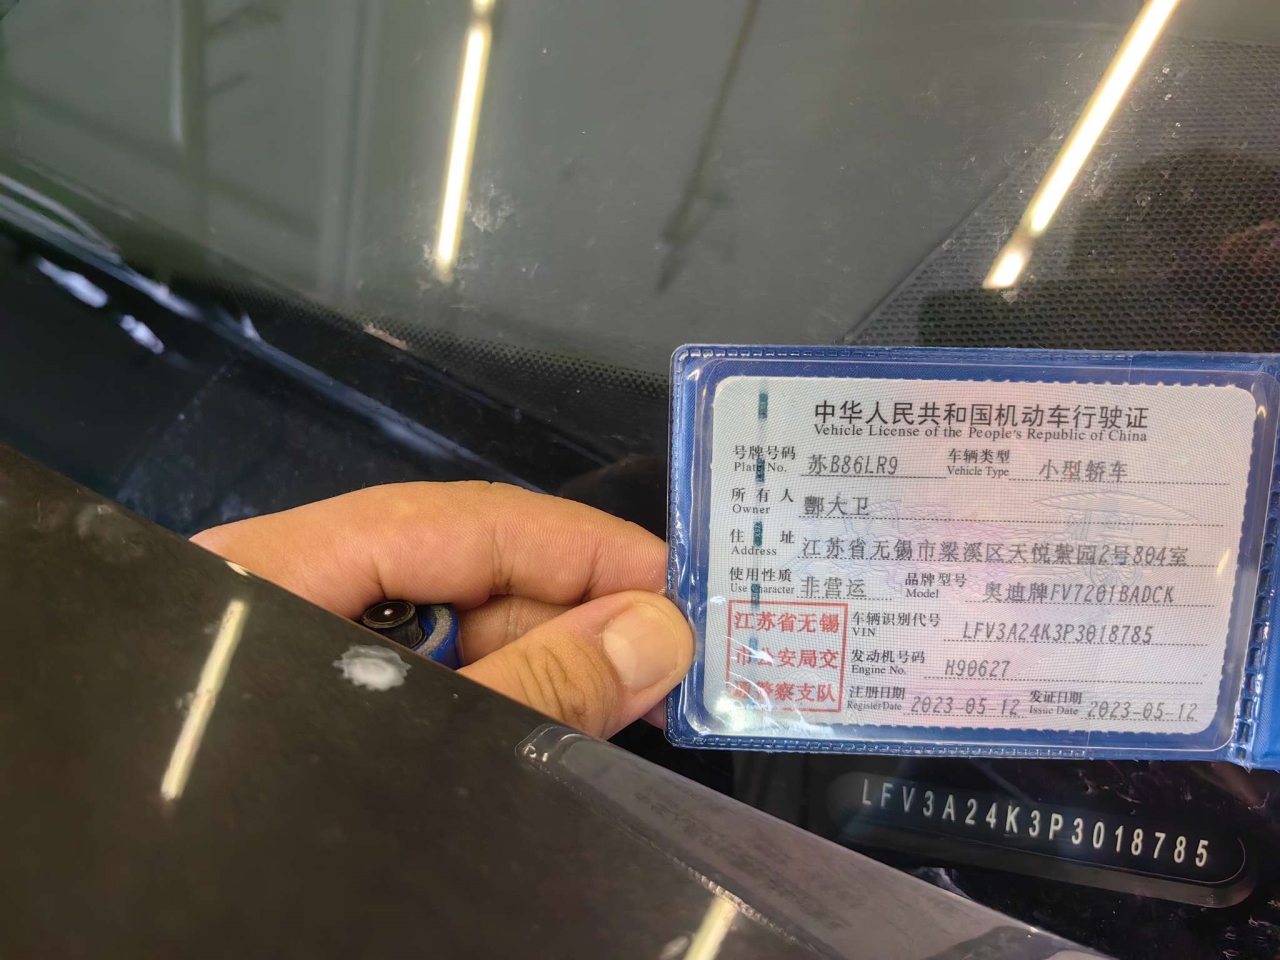 中华人民共和国机动车行驶证
Vehicle License of the People's Republic of China
号牌号码 苏B86LR9 车辆类型 小型轿车
Plate No. Vehicle Type
所有人 酈大卫
Owner
住址 江苏省无锡市梁溪区天悦紫园2号804室
Address
使用性质 非营运 品牌型号 奥迪牌FV7201BADCK
Use Character Model
江苏省无锡
市公安局交
通警察支队
车辆识别代号 LFV3A24K3P3018785
VIN
发动机号码 H90627
Engine No.
注册日期 2023-05-12 发证日期 2023-05-12
Register Date Issue Date
LFV3A24K3P3018785